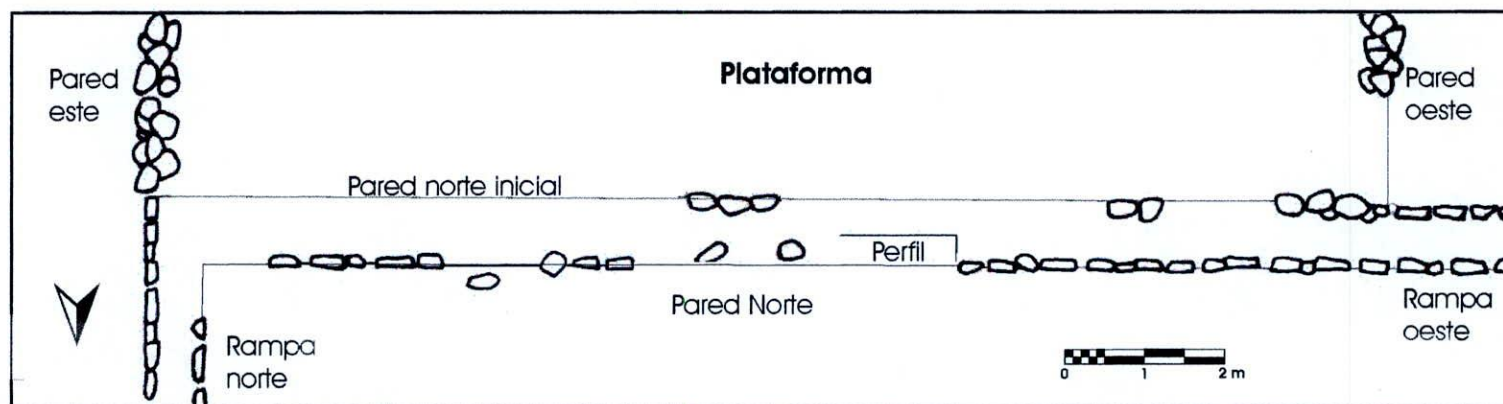 Plataforma
Pared
este
Pared
oeste
Pared norte inicial
Perfil
Pared Norte
Rampa
oeste
Rampa
norte
0 1 2 m